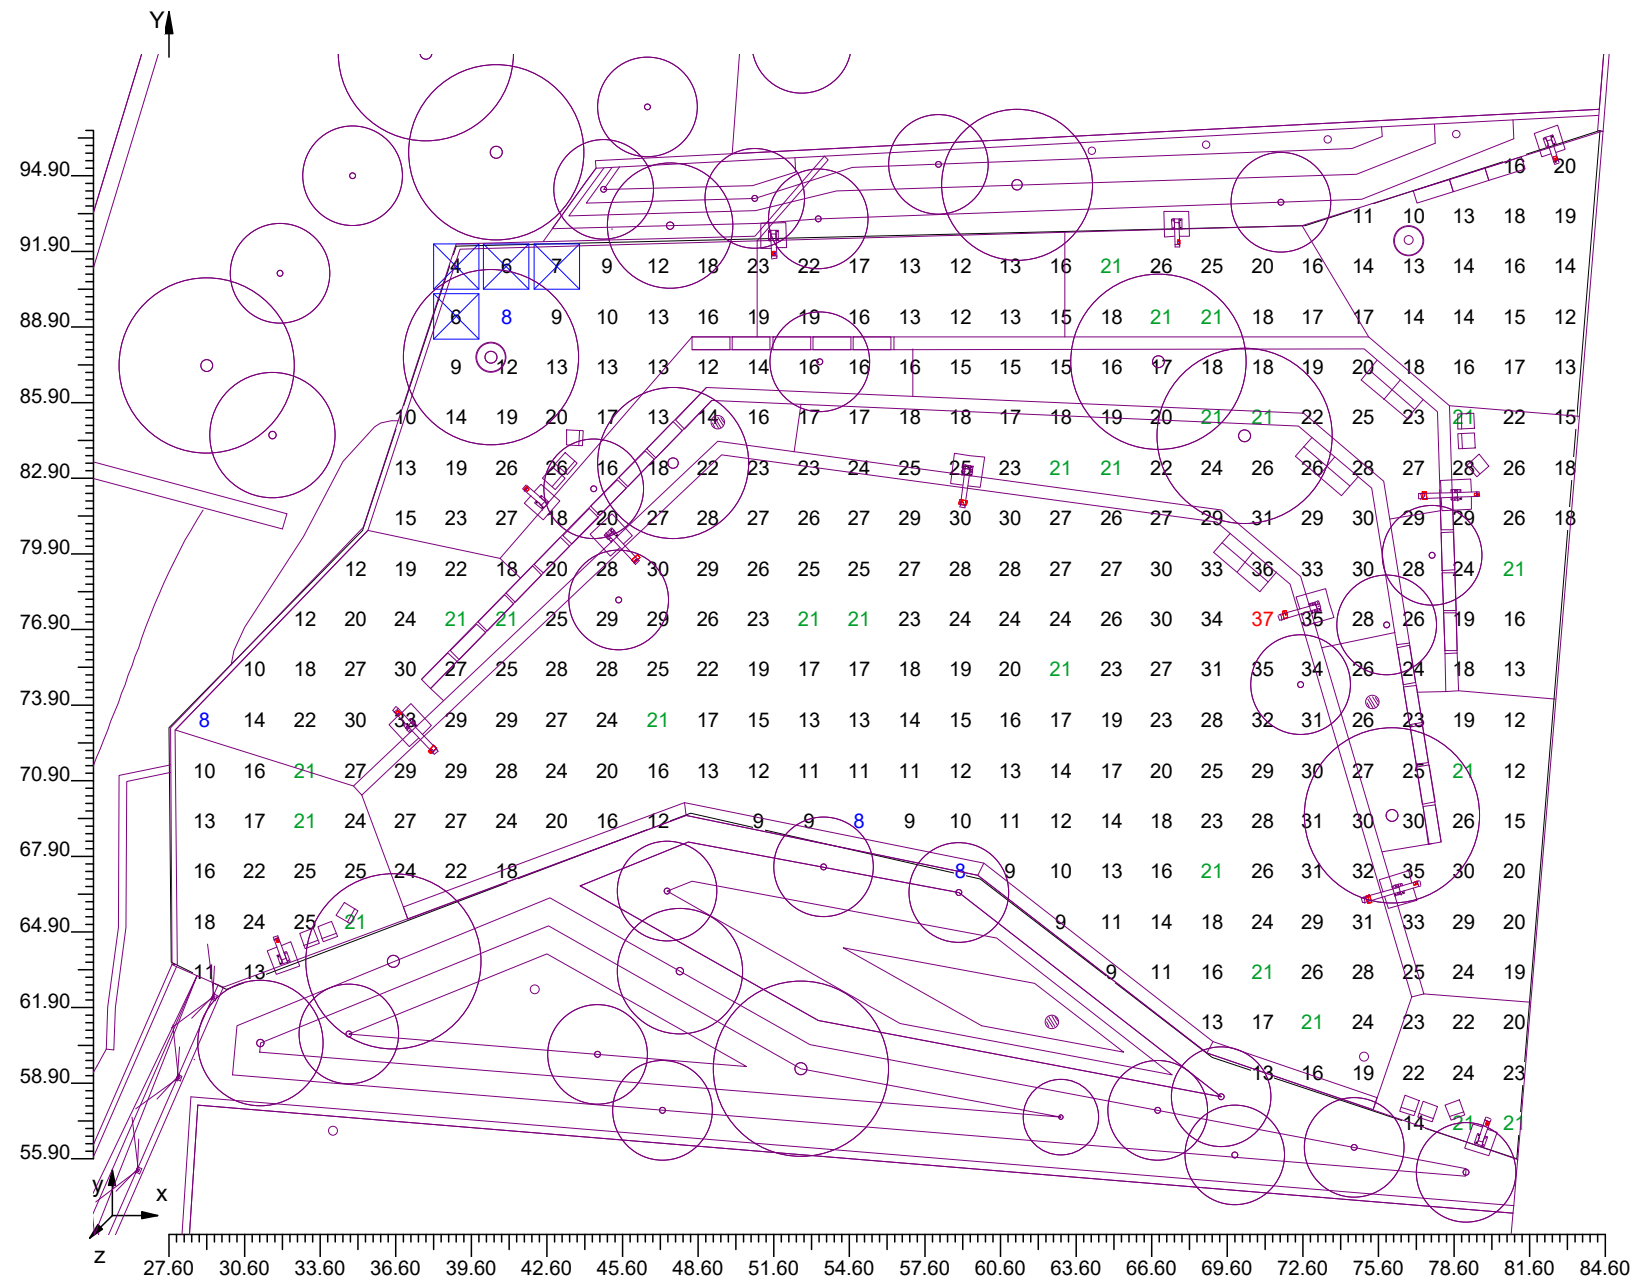 Y
94.90 16 20
11 10 13 18 19
91.90
4 6 7 9 12 18 23 22 17 13 12 13 16 21 26 25 20 16 14 13 14 16 14
88.90 6 8 9 10 13 16 19 19 16 13 12 13 15 18 21 21 18 17 17 14 14 15 12
9 12 13 13 13 12 14 16 16 16 15 15 15 16 17 18 18 19 20 18 16 17 13
85.90 10 14 19 20 17 13 14 16 17 17 18 18 17 18 19 20 21 21 22 25 23 21 22 15
82.90 13 19 26 26 16 18 22 23 23 24 25 25 23 21 21 22 24 26 26 28 27 28 26 18
15 23 27 18 20 27 28 27 26 27 29 30 30 27 26 27 29 31 29 30 29 29 26 18
79.90 12 19 22 18 20 28 30 29 26 25 25 27 28 28 27 27 30 33 36 33 30 28 24 21
76.90 12 20 24 21 21 25 29 29 26 23 21 21 23 24 24 24 26 30 34 37 35 28 26 19 16
10 18 27 30 27 25 28 28 25 22 19 17 17 18 19 20 21 23 27 31 35 34 26 24 18 13
73.90
8 14 22 30 33 29 29 27 24 21 17 15 13 13 14 15 16 17 19 23 28 32 31 26 23 19 12
70.90 10 16 21 27 29 29 28 24 20 16 13 12 11 11 11 12 13 14 17 20 25 29 30 27 25 21 12
13 17 21 24 27 27 24 20 16 12 9 9 8 9 10 11 12 14 18 23 28 31 30 30 26 15
67.90 16 22 25 25 24 22 18 8 9 10 13 16 21 26 31 32 35 30 20
64.90 18 24 25 21 9 11 14 18 24 29 31 33 29 20
11 13 9 11 16 21 26 28 25 24 19
61.90 13 17 21 24 23 22 20
58.90 13 16 19 22 24 23
14 21 21
55.90
y
x
z
27.60 30.60 33.60 36.60 39.60 42.60 45.60 48.60 51.60 54.60 57.60 60.60 63.60 66.60 69.60 72.60 75.60 78.60 81.60 84.60